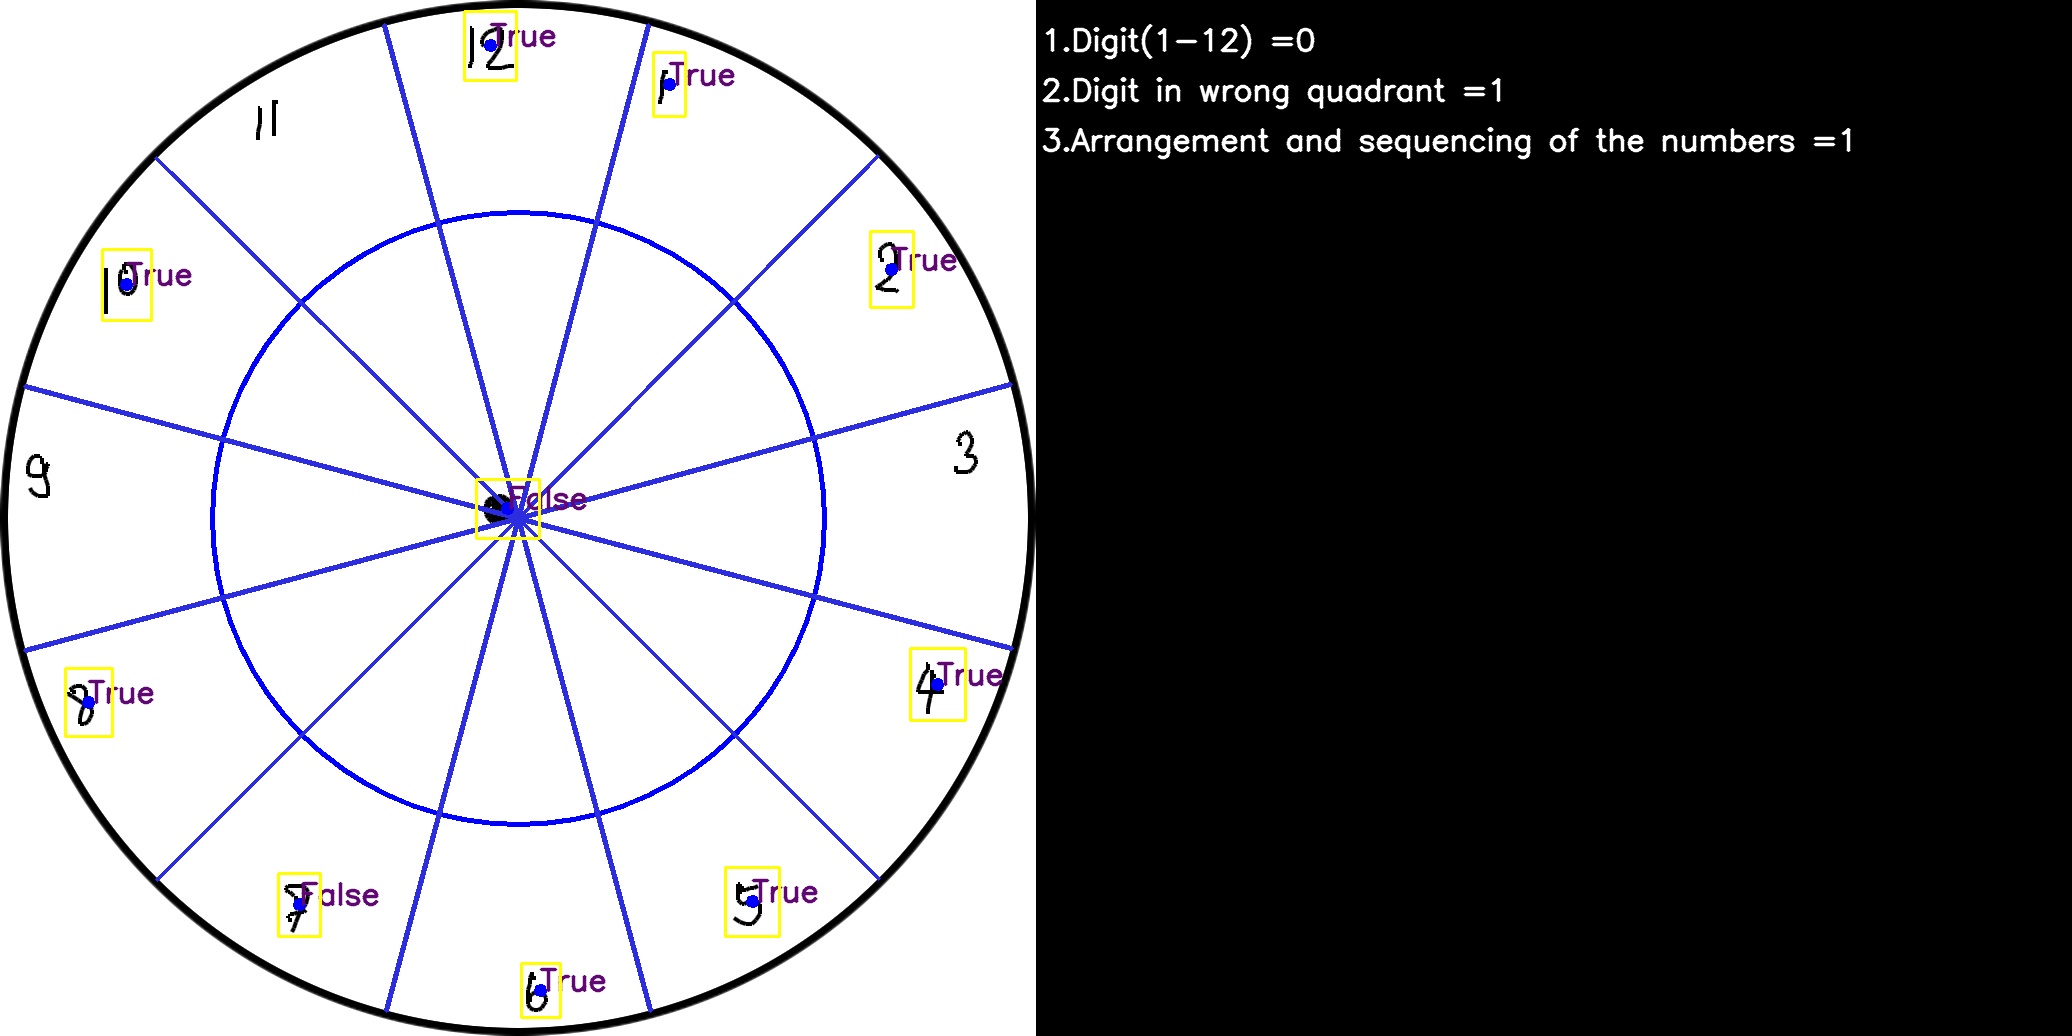 12 True
1 True
11
2 True
10 True
3
9
False
4 True
8 True
7 False
5 True
6 True
1.Digit(1-12) =0
2.Digit in wrong quadrant =1
3.Arrangement and sequencing of the numbers =1